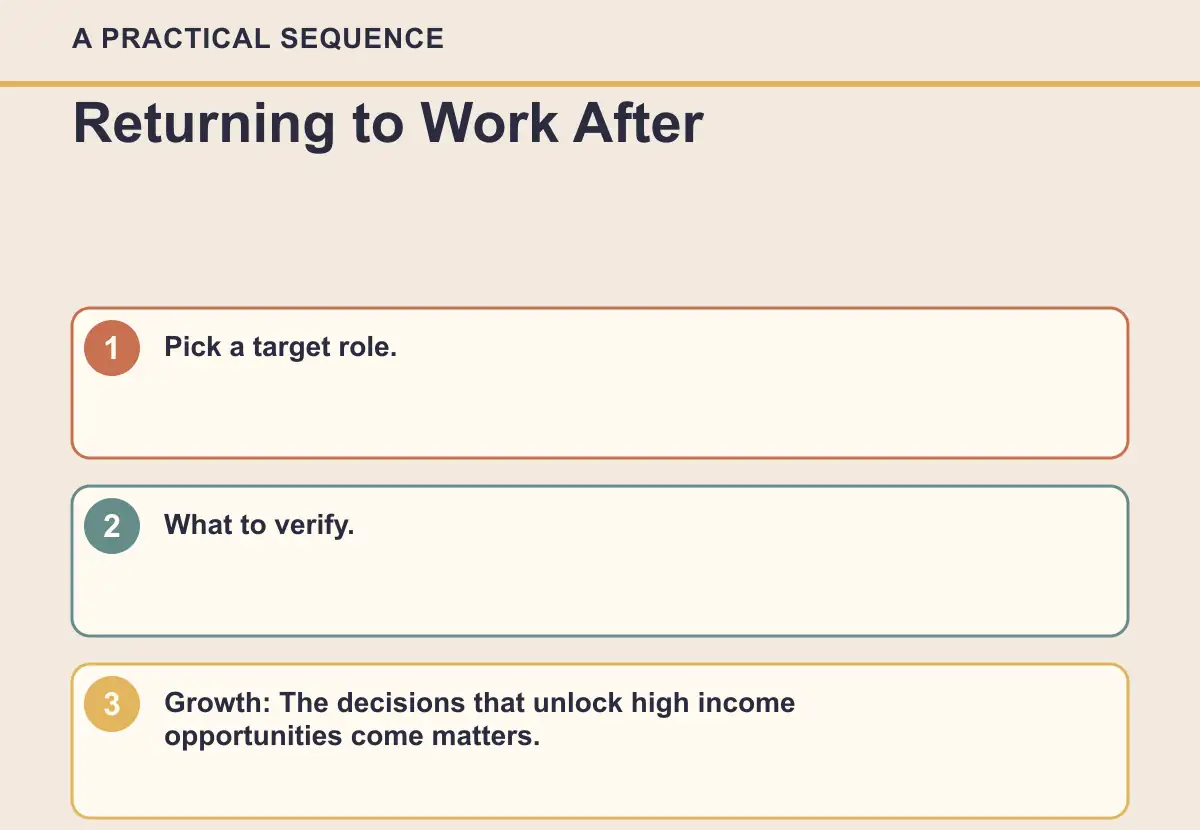 A PRACTICAL SEQUENCE
Returning to Work After
1
Pick a target role.
2
What to verify.
3
Growth: The decisions that unlock high income
opportunities come matters.